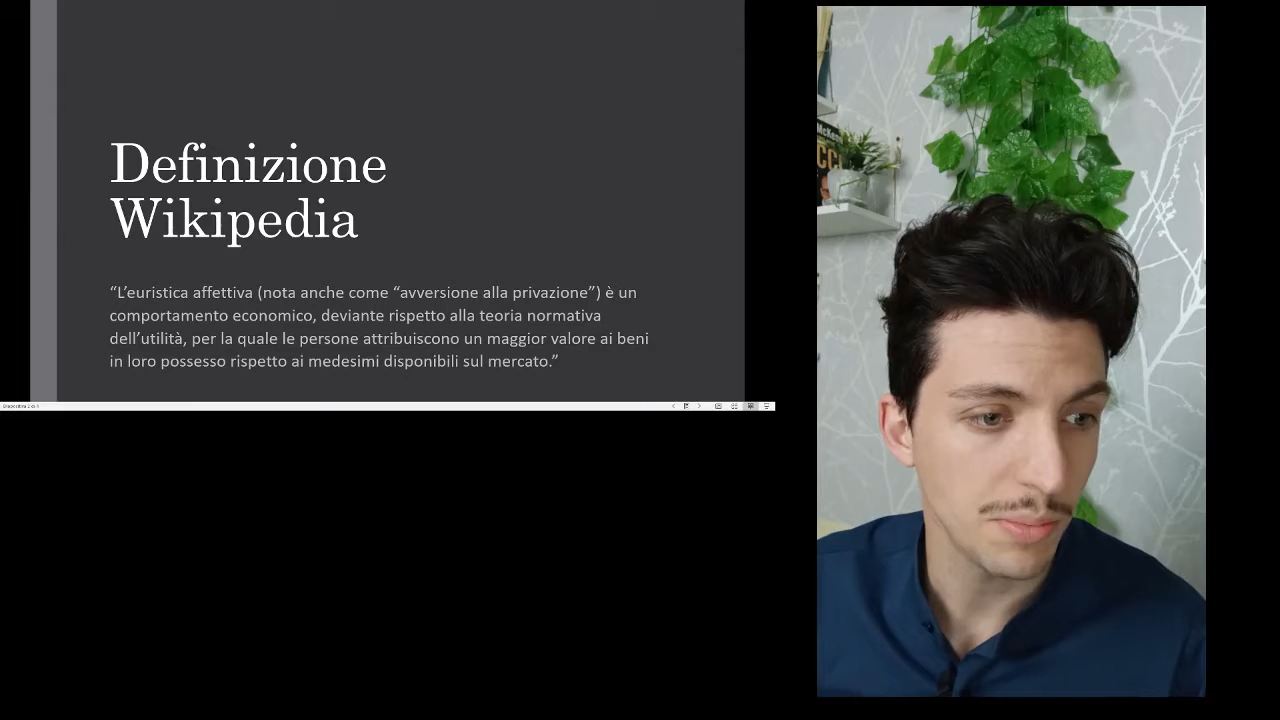 Definizione
Wikipedia
“L’euristica affettiva (nota anche come “avversione alla privazione”) è un
comportamento economico, deviante rispetto alla teoria normativa
dell’utilità, per la quale le persone attribuiscono un maggior valore ai beni
in loro possesso rispetto ai medesimi disponibili sul mercato.”
McKee